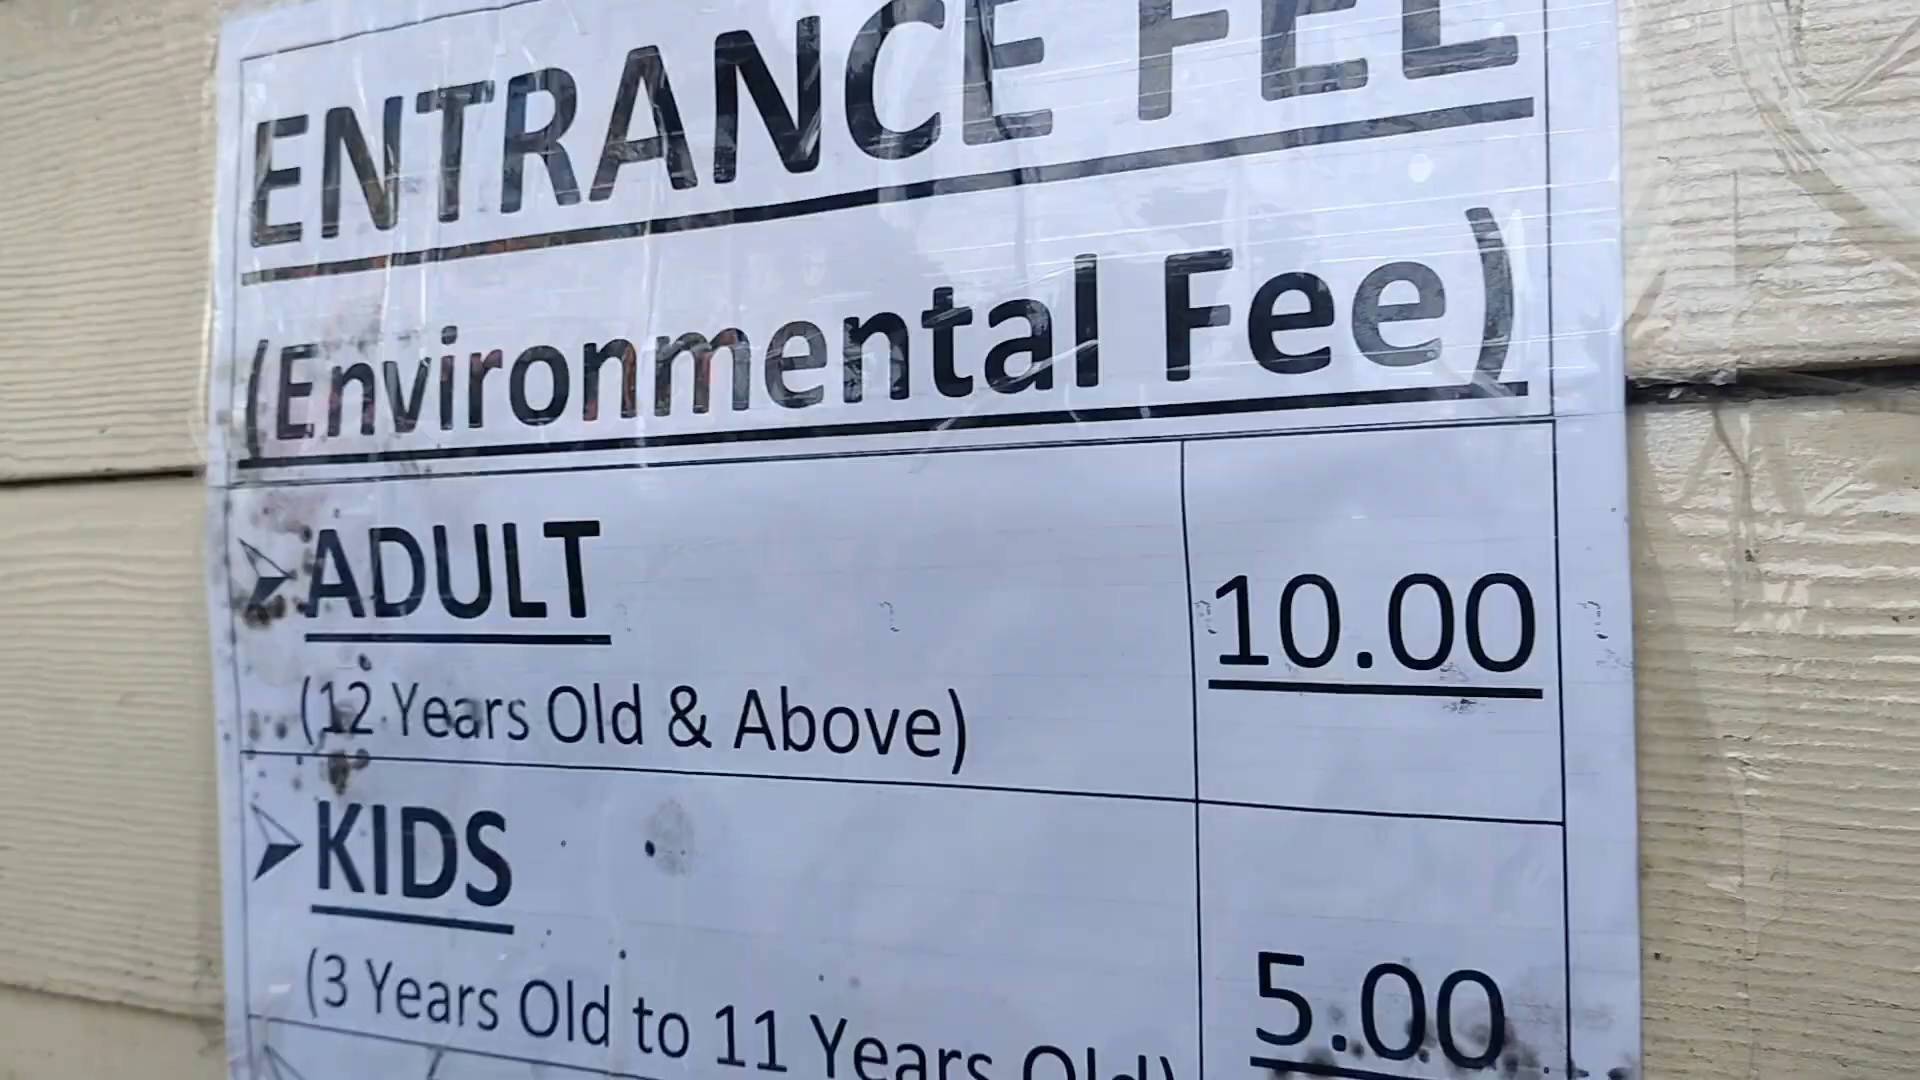 ENTRANCE FEE
(Environmental Fee)
ADULT
10.00
(12 Years Old & Above)
KIDS
(3 Years Old to 11 Years Old)
5.00